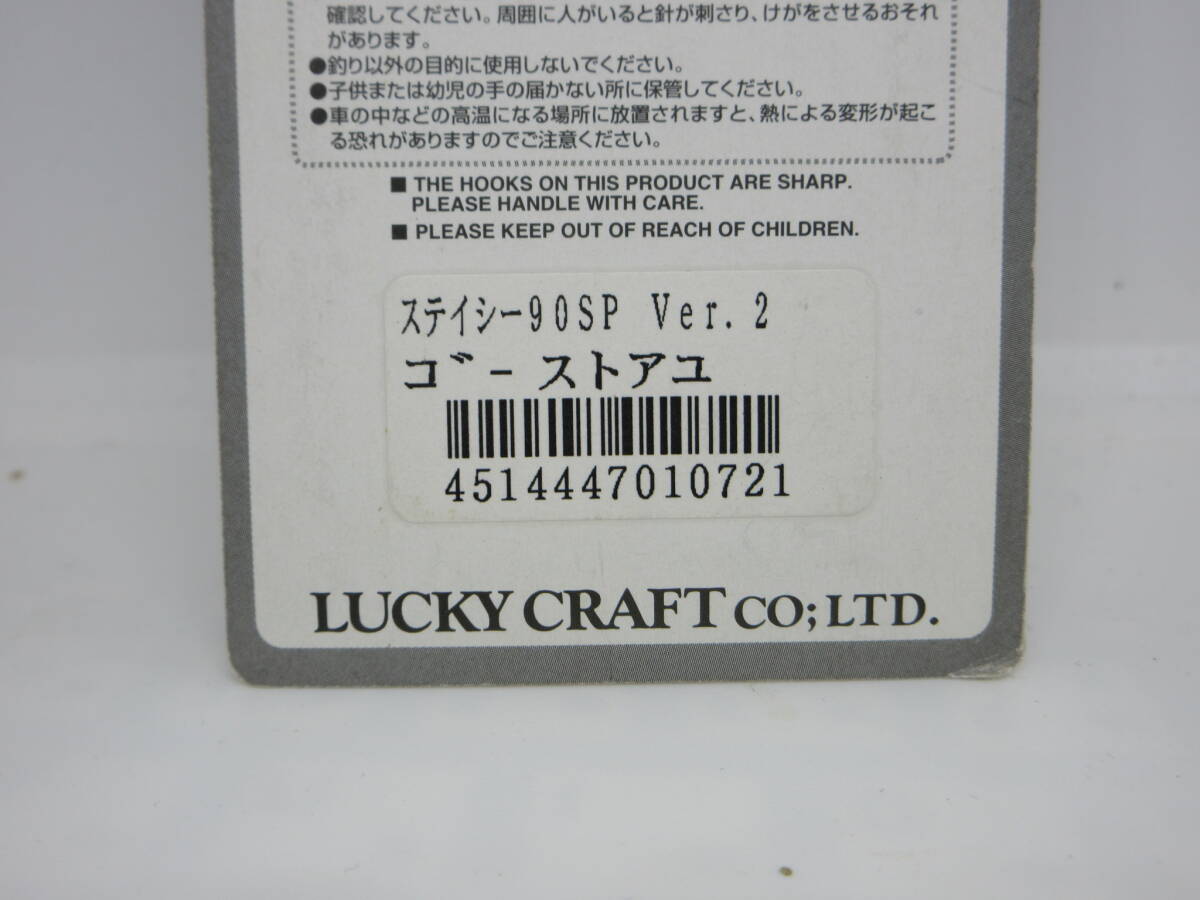 確認してください。周囲に人がいると針が刺さり、けがをさせるおそれ
があります。
●釣り以外の目的に使用しないでください。
●子供または幼児の手の届かない所に保管してください。
●車の中などの高温になる場所に放置されますと、熱による変形が起こ
る恐れがありますのでご注意ください。
■ THE HOOKS ON THIS PRODUCT ARE SHARP.
PLEASE HANDLE WITH CARE.
■ PLEASE KEEP OUT OF REACH OF CHILDREN.
ステイシー90SP Ver.2
ゴーストアユ
4514447010721
LUCKY CRAFT CO;LTD.